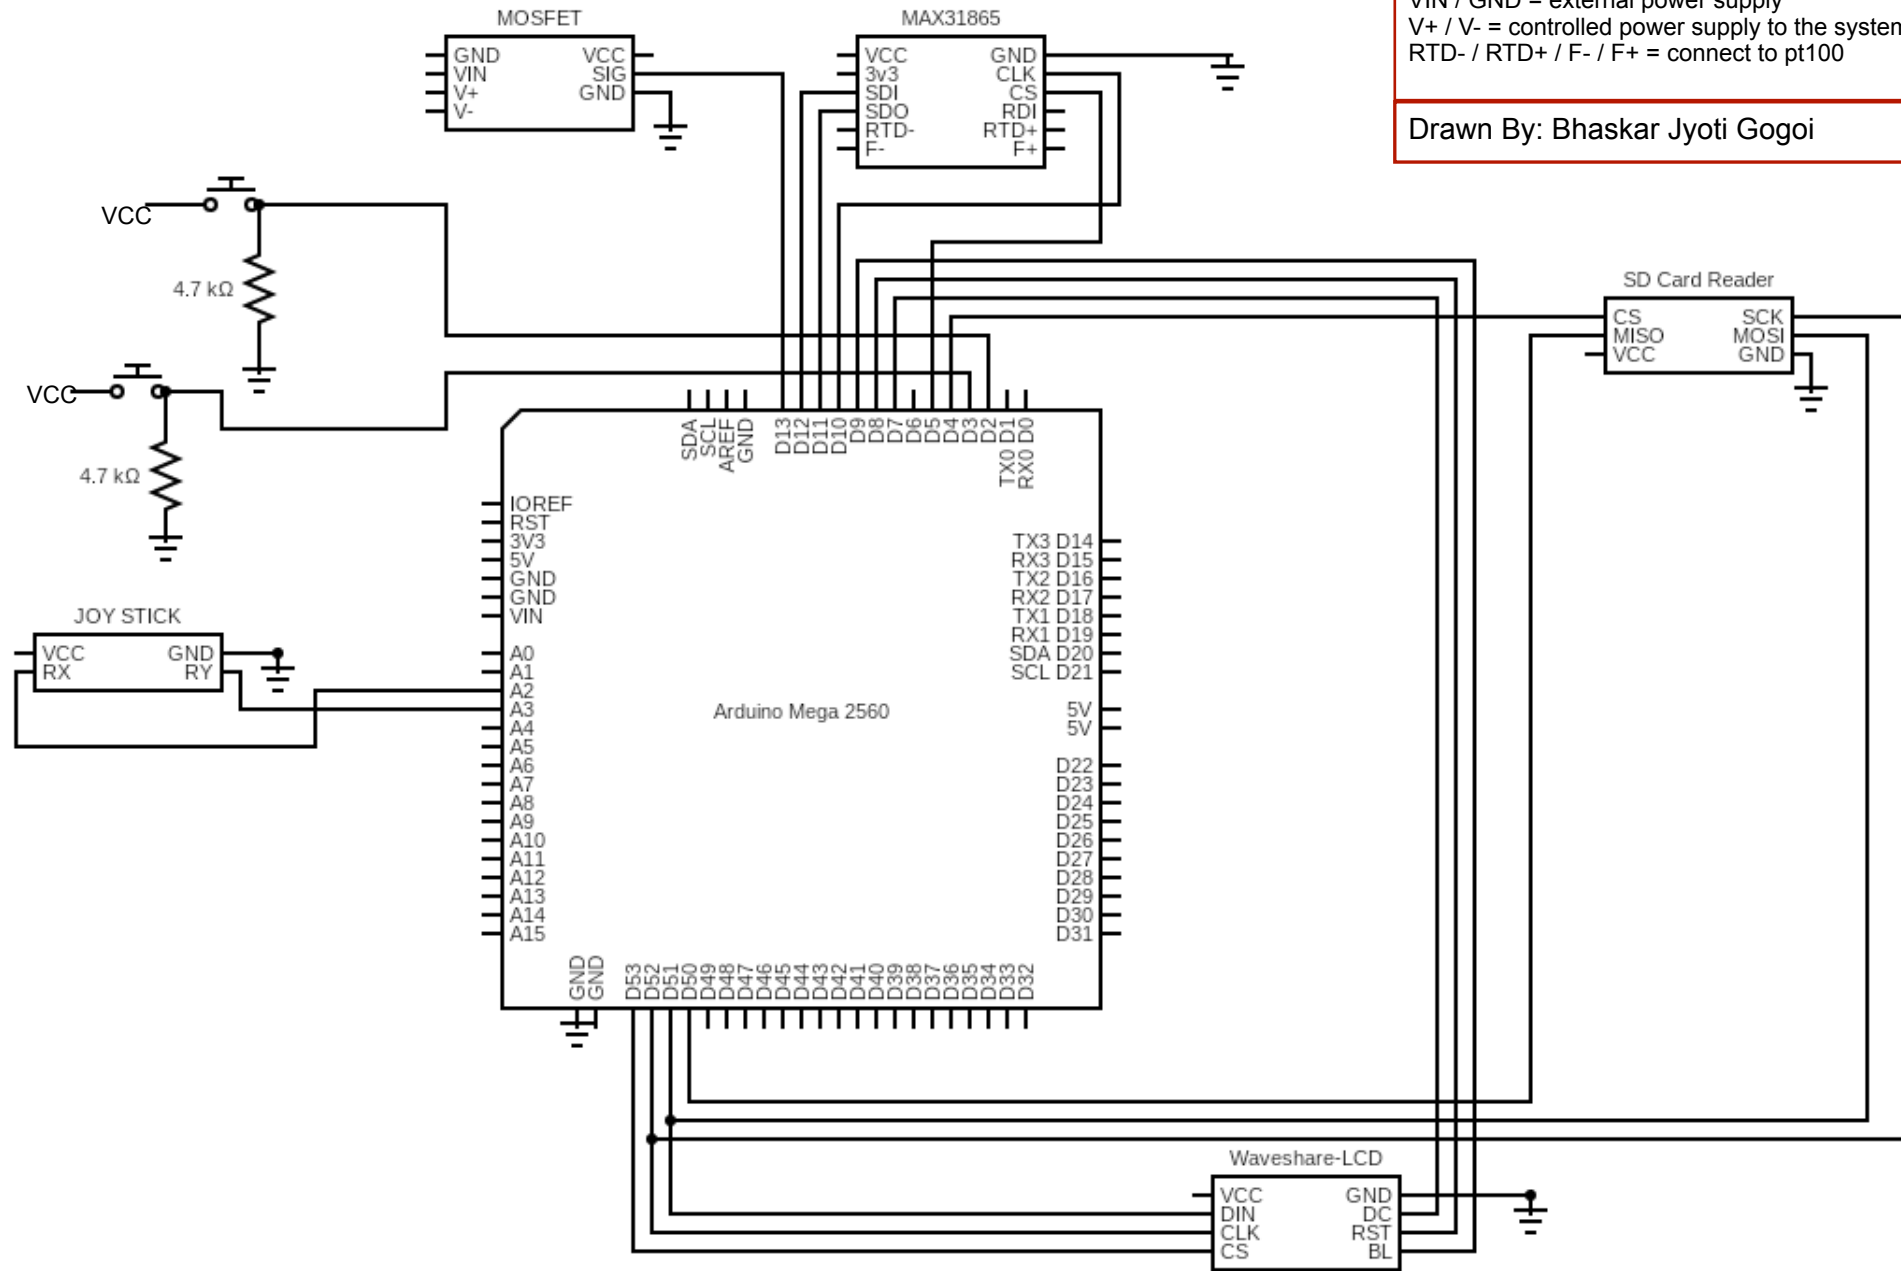 VIN / GND = external power supply
V+ / V- = controlled power supply to the system
RTD- / RTD+ / F- / F+ = connect to pt100
Drawn By: Bhaskar Jyoti Gogoi
MOSFET
GND VCC
VIN SIG
V+ GND
V-
MAX31865
VCC GND
3v3 CLK
SDI CS
SDO RDI
RTD- RTD+
F- F+
VCC
4.7 kΩ
VCC
4.7 kΩ
SD Card Reader
CS SCK
MISO MOSI
VCC GND
JOY STICK
VCC GND
RX RY
Arduino Mega 2560
SDA
SCL
AREF
GND
D13
D12
D11
D10
D9
D8
D7
D6
D5
D4
D3
D2
TX0 D1
RX0 D0
IOREF
RST
3V3
5V
GND
GND
VIN
A0
A1
A2
A3
A4
A5
A6
A7
A8
A9
A10
A11
A12
A13
A14
A15
TX3 D14
RX3 D15
TX2 D16
RX2 D17
TX1 D18
RX1 D19
SDA D20
SCL D21
5V
5V
D22
D23
D24
D25
D26
D27
D28
D29
D30
D31
GND
GND
D53
D52
D51
D50
D49
D48
D47
D46
D45
D44
D43
D42
D41
D40
D39
D38
D37
D36
D35
D34
D33
D32
Waveshare-LCD
VCC GND
DIN DC
CLK RST
CS BL